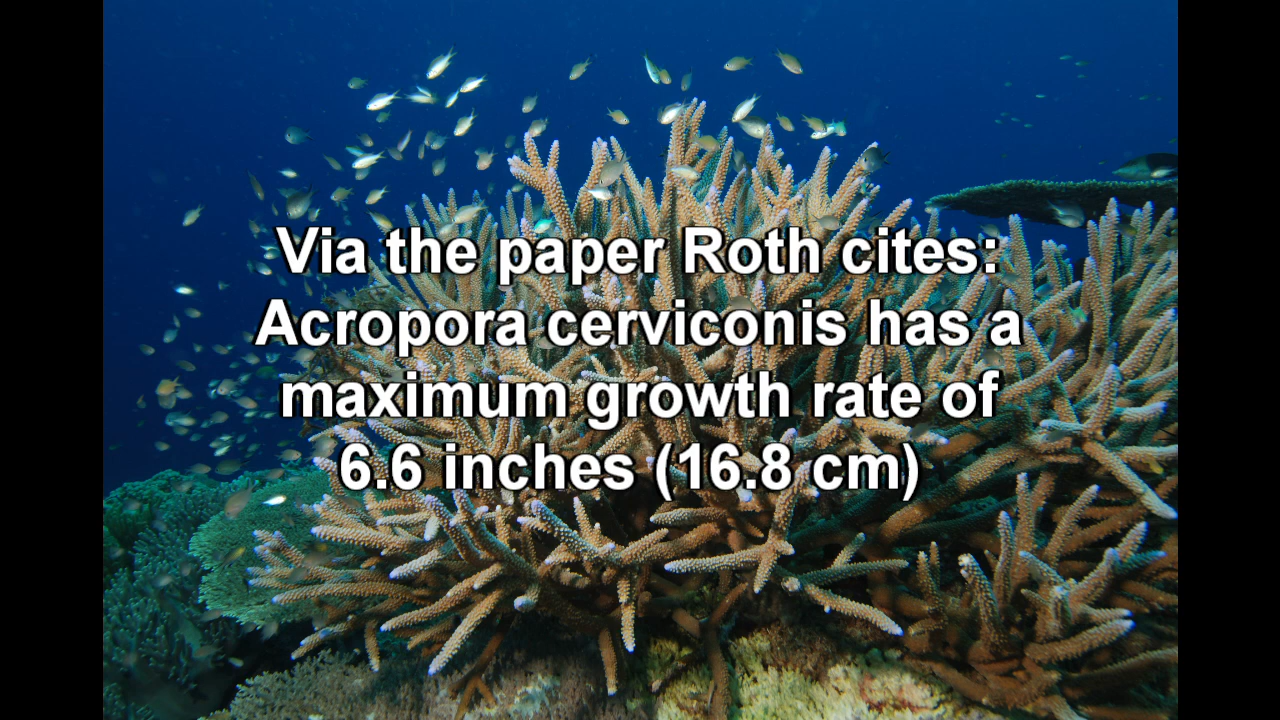 Via the paper Roth cites:
Acropora cerviconis has a
maximum growth rate of
6.6 inches (16.8 cm)